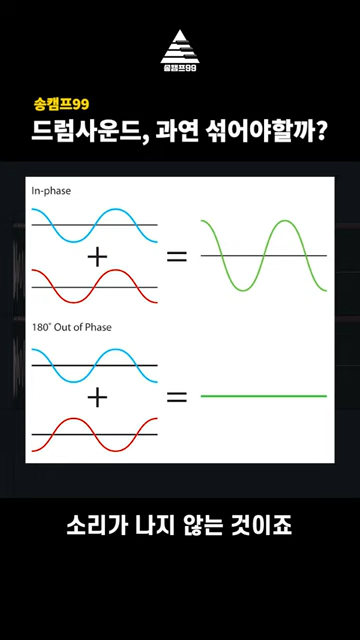 송캠프99
송캠프99
드럼사운드, 과연 섞어야할까?
In-phase
+
=
180° Out of Phase
+
=
소리가 나지 않는 것이죠